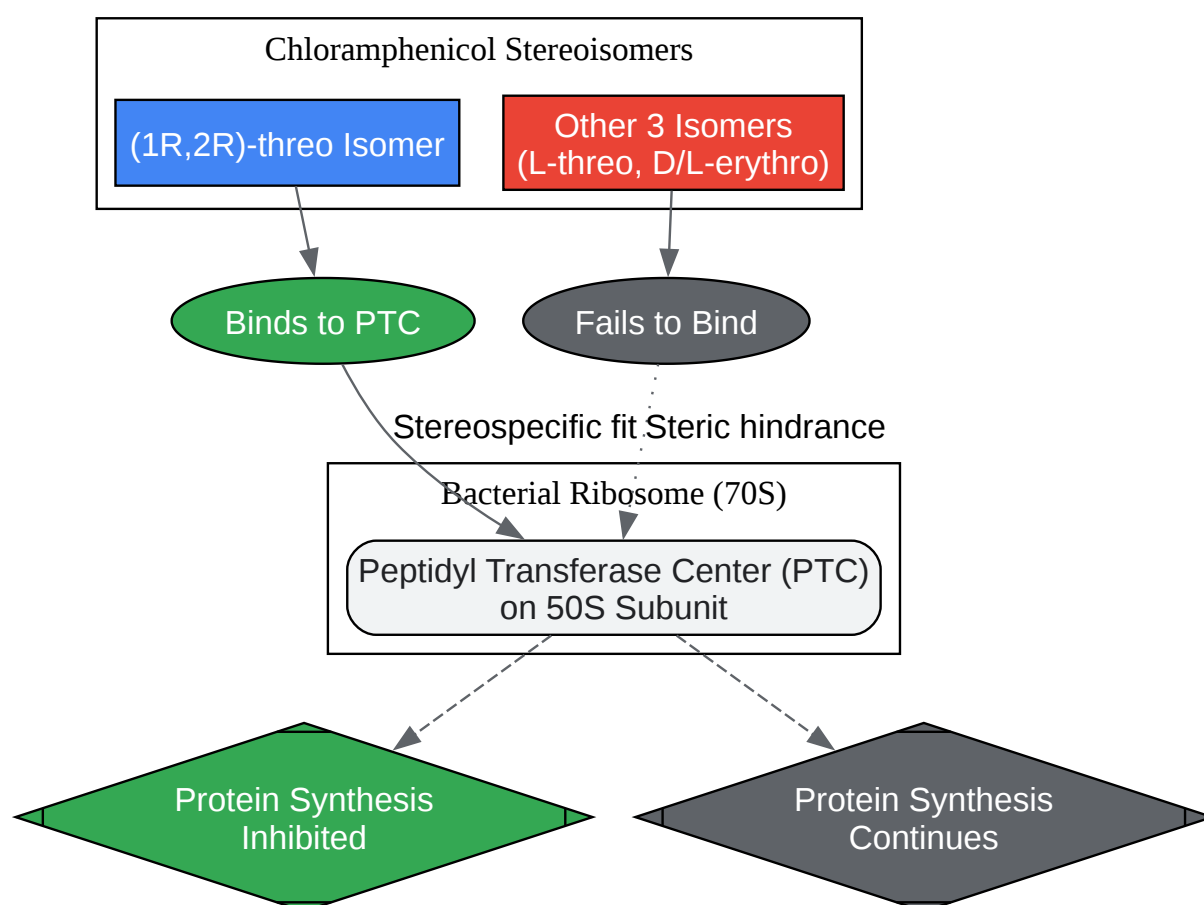 Chloramphenicol Stereoisomers
(1R,2R)-threo Isomer
Other 3 Isomers
(L-threo, D/L-erythro)
Binds to PTC
Fails to Bind
Stereospecific fit
Steric hindrance
Bacterial Ribosome (70S)
Peptidyl Transferase Center (PTC)
on 50S Subunit
Protein Synthesis
Inhibited
Protein Synthesis
Continues